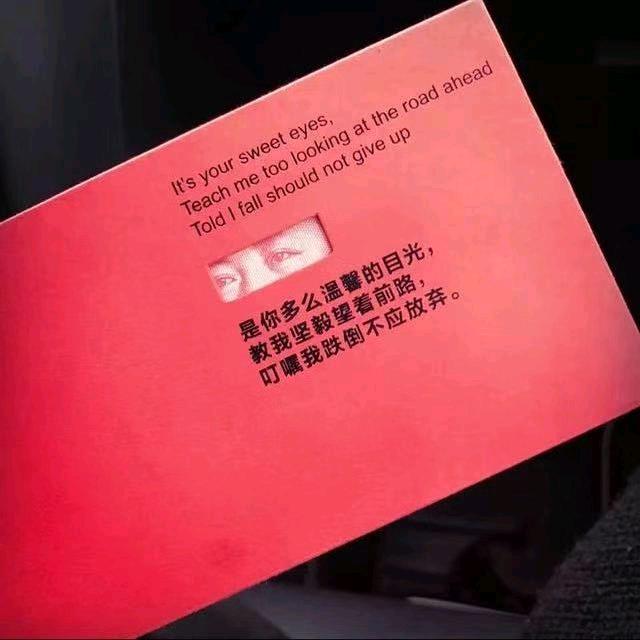 It's your sweet eyes,
Teach me too looking at the road ahead
Told I fall should not give up
是你多么温馨的目光，
教我坚毅望着前路，
叮嘱我跌倒不应放弃。